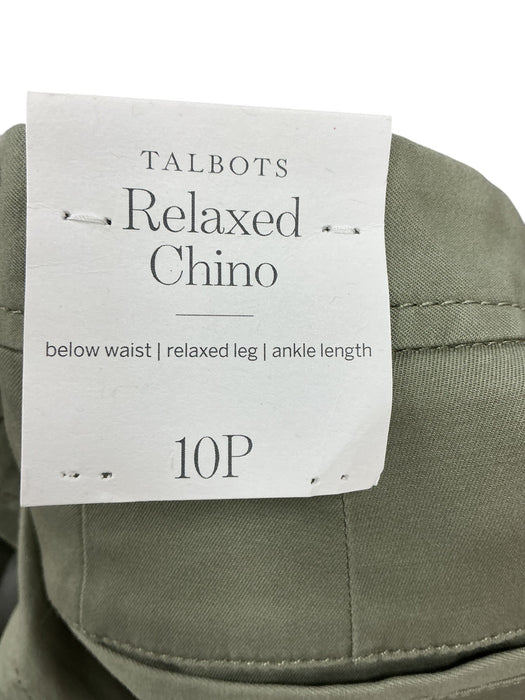 TALBOTS
Relaxed
Chino
below waist | relaxed leg | ankle length
10P